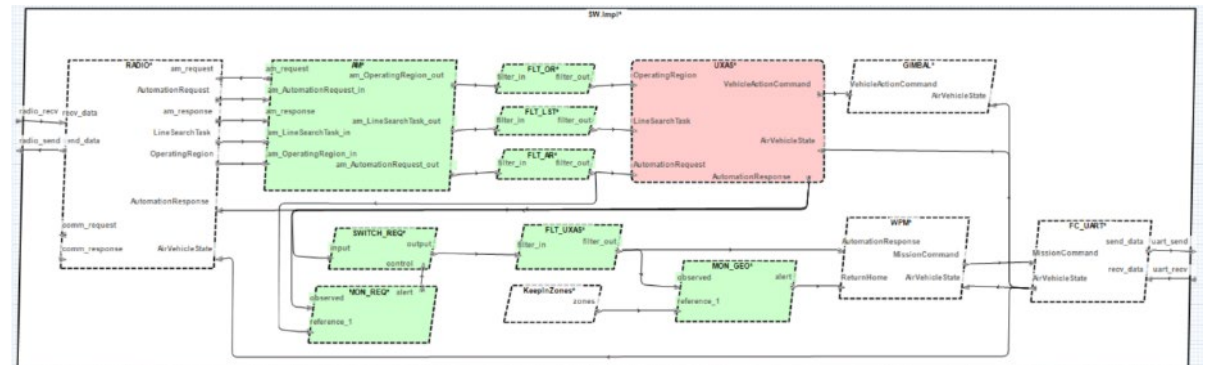 SW.Impl*
RADIO*
am_request
AutomationRequest
am_response
LineSearchTask
OperatingRegion
AutomationResponse
AirVehicleState
radio_recv
recv_data
radio_send
comm_request
comm_response
AM*
am_request
am_OperatingRegion_out
am_AutomationRequest_in
am_response
am_LineSearchTask_out
am_LineSearchTask_in
am_OperatingRegion_in
am_AutomationRequest_out
FLT_OR*
filter_in filter_out
FLT_LST*
filter_in filter_out
FLT_AR*
filter_in filter_out
UXAS*
OperatingRegion
VehicleActionCommand
LineSearchTask
AirVehicleState
AutomationRequest
AutomationResponse
GIMBAL*
VehicleActionCommand
AirVehicleState
SWITCH_REQ*
input
output
control
FLT_UXAS*
filter_in
filter_out
MON_REQ*
alert
observed
reference_1
KeepInZones*
zones
MON_GEO*
observed
alert
reference_1
WPM*
AutomationResponse
MissionCommand
ReturnHome
AirVehicleState
FC_UART*
send_data
MissionCommand
recv_data
AirVehicleState
uart_send
uart_recv